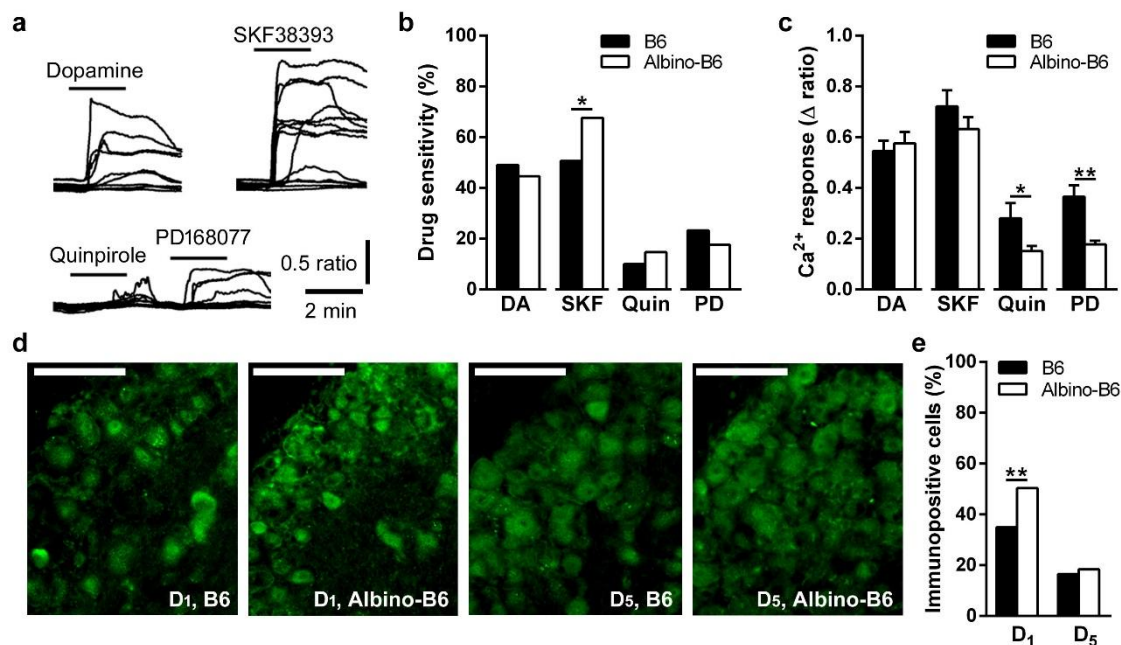 a
SKF38393
Dopamine
Quinpirole
PD168077
0.5 ratio
2 min
b
Drug sensitivity (%)
100
80
60
40
20
0
B6
Albino-B6
*
DA SKF Quin PD
c
Ca²⁺ response (Δ ratio)
1.0
0.8
0.6
0.4
0.2
0.0
B6
Albino-B6
* **
DA SKF Quin PD
d
D₁, B6
D₁, Albino-B6
D₅, B6
D₅, Albino-B6
e
Immunopositive cells (%)
100
80
60
40
20
0
B6
Albino-B6
**
D₁ D₅